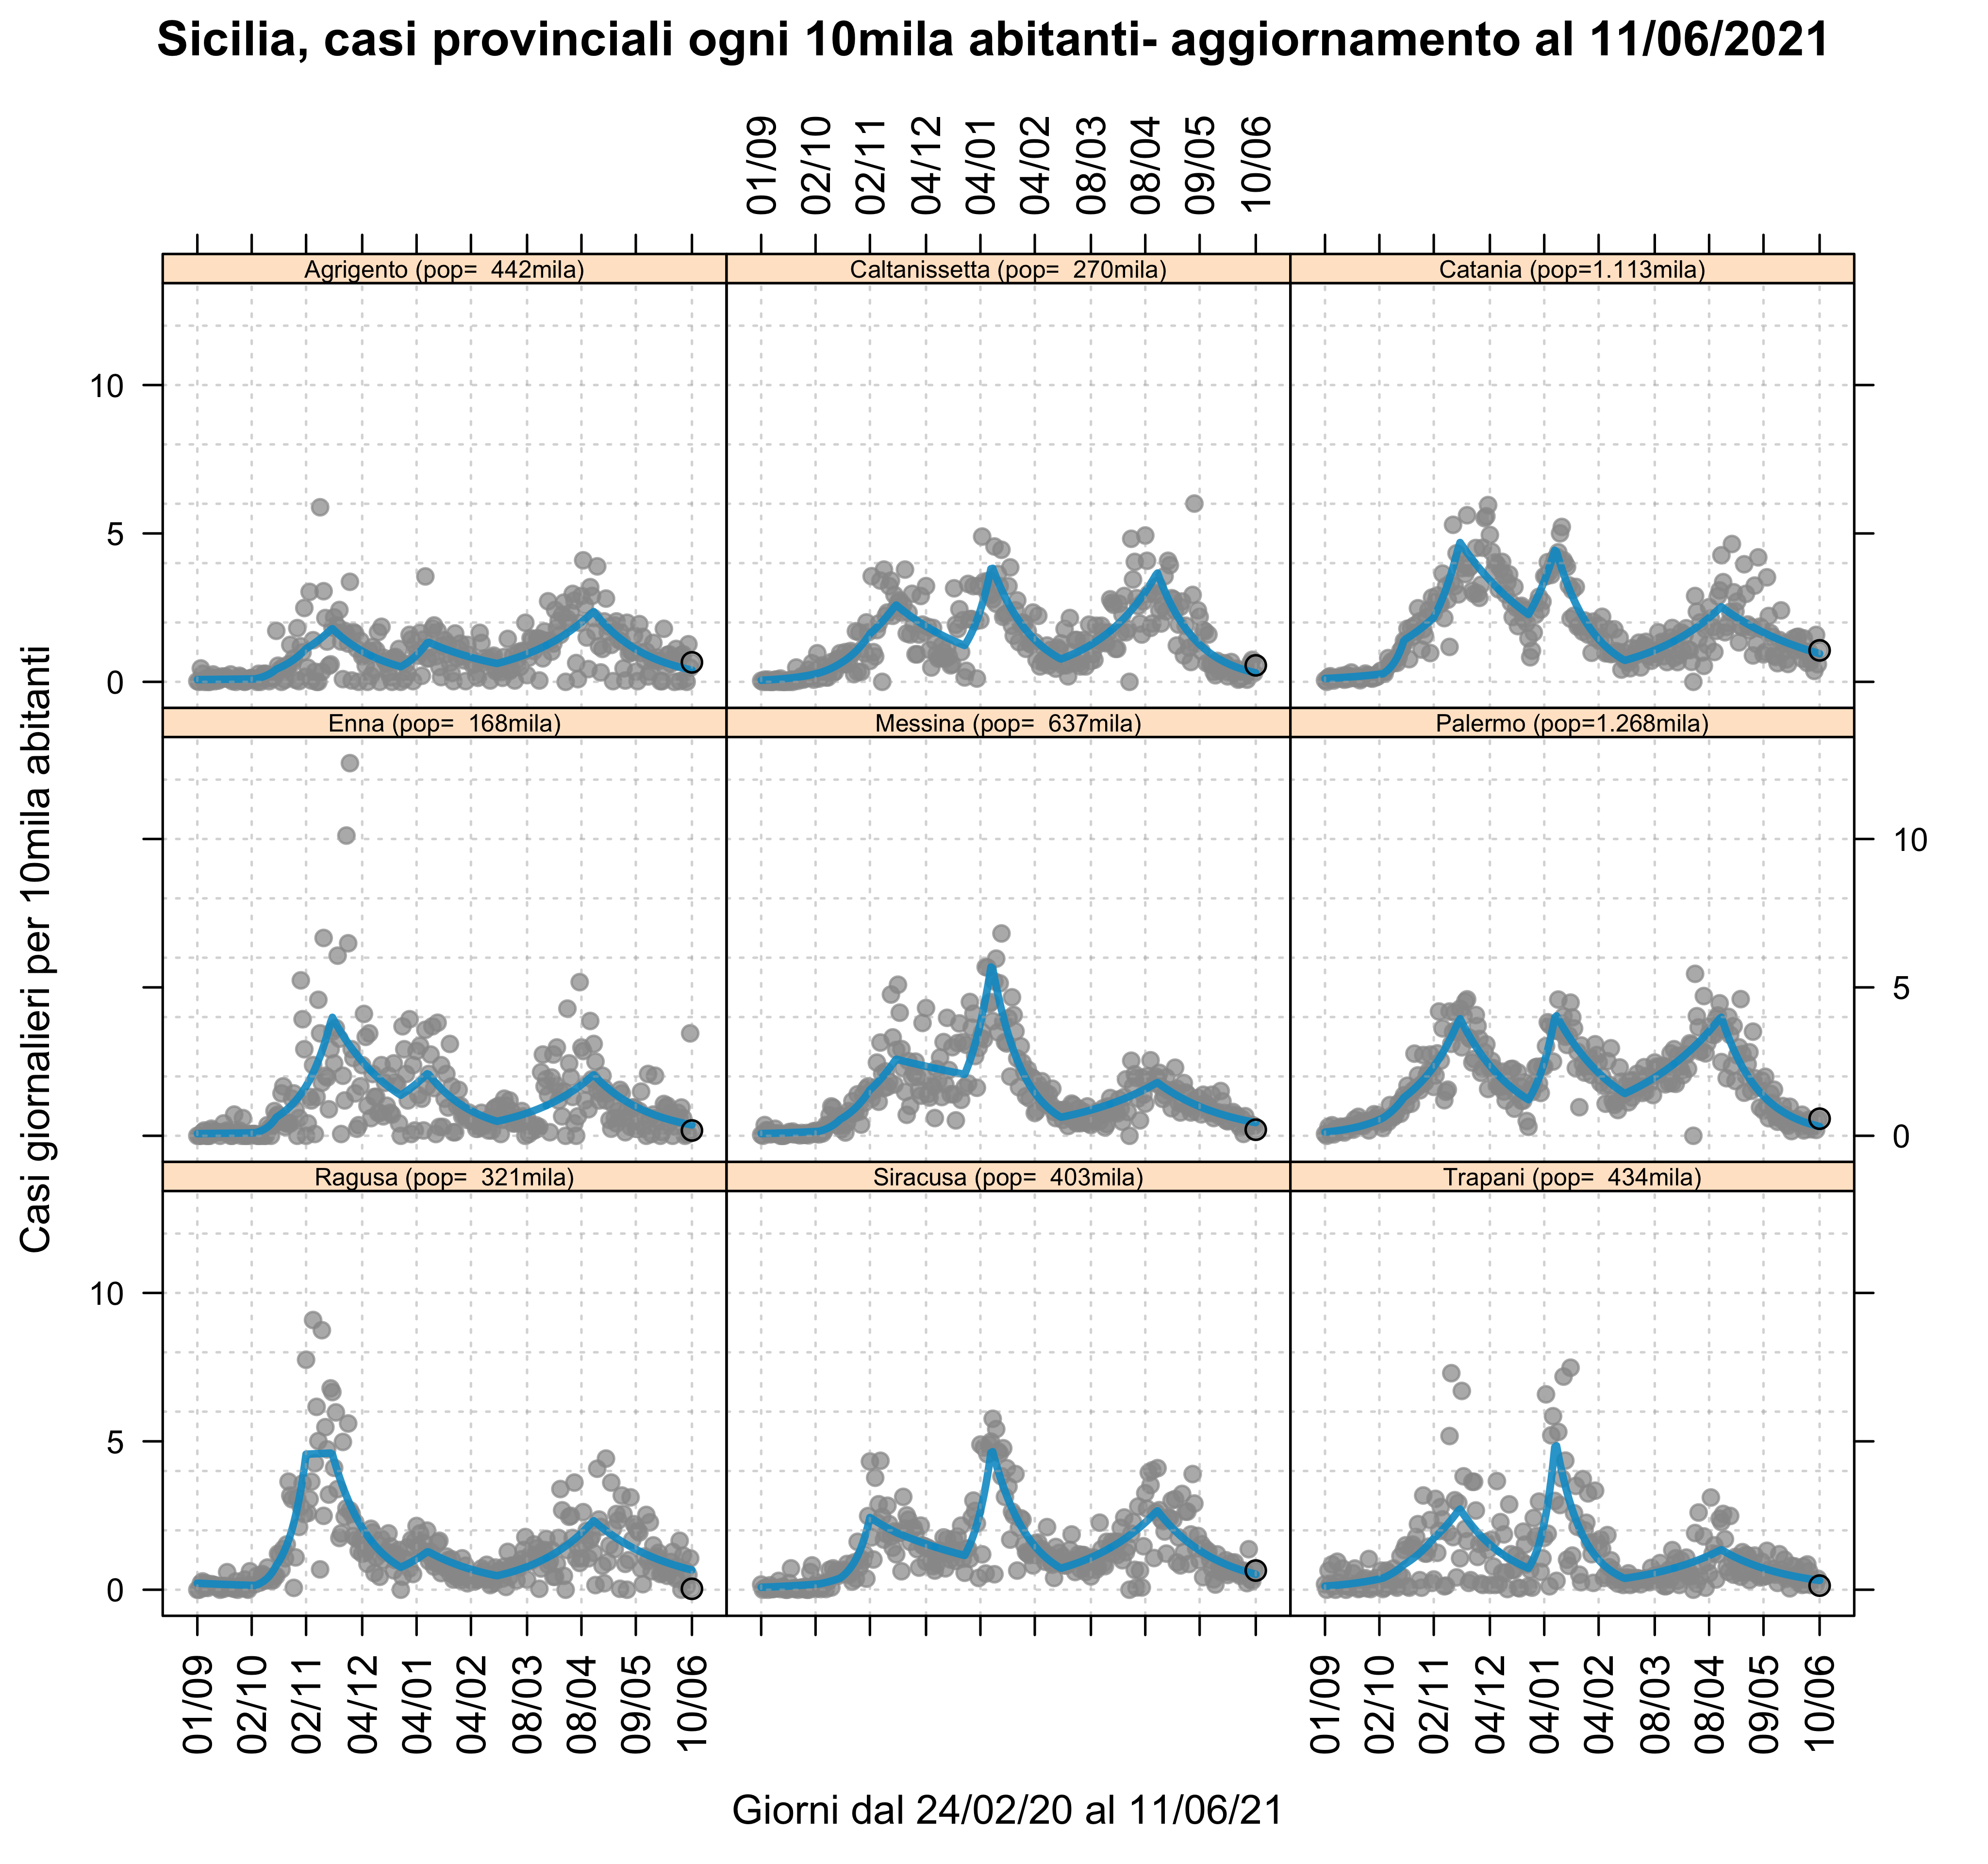 Sicilia, casi provinciali ogni 10mila abitanti- aggiornamento al 11/06/2021
01/09 02/10 02/11 04/12 04/01 04/02 08/03 08/04 09/05 10/06
Agrigento (pop=  442mila)
Caltanissetta (pop=  270mila)
Catania (pop=1.113mila)
10
5
0
Enna (pop=  168mila)
Messina (pop=  637mila)
Palermo (pop=1.268mila)
10
5
0
Ragusa (pop=  321mila)
Siracusa (pop=  403mila)
Trapani (pop=  434mila)
10
5
0
Casi giornalieri per 10mila abitanti
01/09 02/10 02/11 04/12 04/01 04/02 08/03 08/04 09/05 10/06
01/09 02/10 02/11 04/12 04/01 04/02 08/03 08/04 09/05 10/06
Giorni dal 24/02/20 al 11/06/21